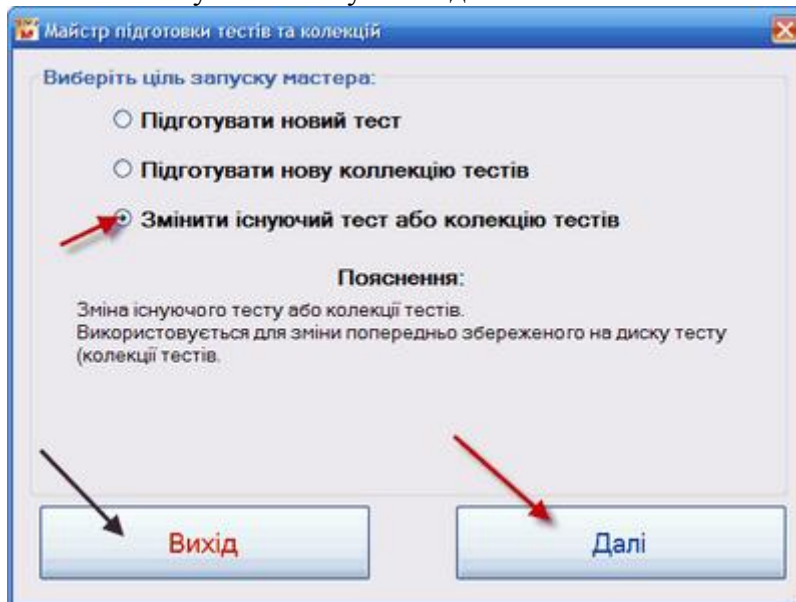 Майстр підготовки тестів та колекцій
Виберіть ціль запуску мастера:
Підготувати новий тест
Підготувати нову коллекцію тестів
Змінити існуючий тест або колекцію тестів
Пояснення:
Зміна існуючого тесту або колекції тестів.
Використовується для зміни попередньо збереженого на диску тесту
(колекції тестів.
Вихід
Далі